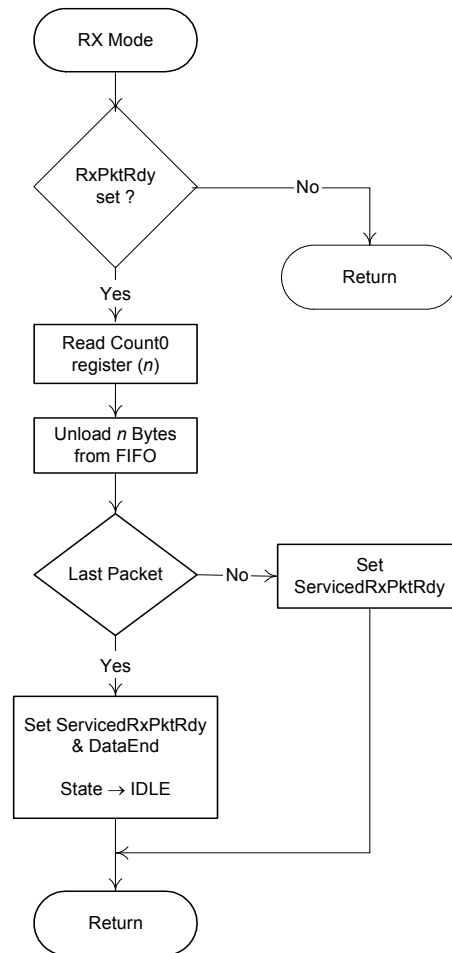 RX Mode
RxPktRdy
set ?
No
Return
Yes
Read Count0
register (n)
Unload n Bytes
from FIFO
Last Packet
No
Set
ServicedRxPktRdy
Yes
Set ServicedRxPktRdy
& DataEnd
State → IDLE
Return